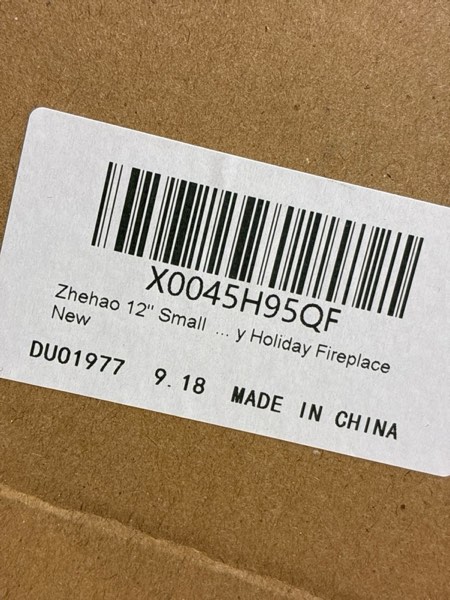 X0045H95QF
Zhehao 12" Small ... y Holiday Fireplace
New
DU01977 9.18 MADE IN CHINA